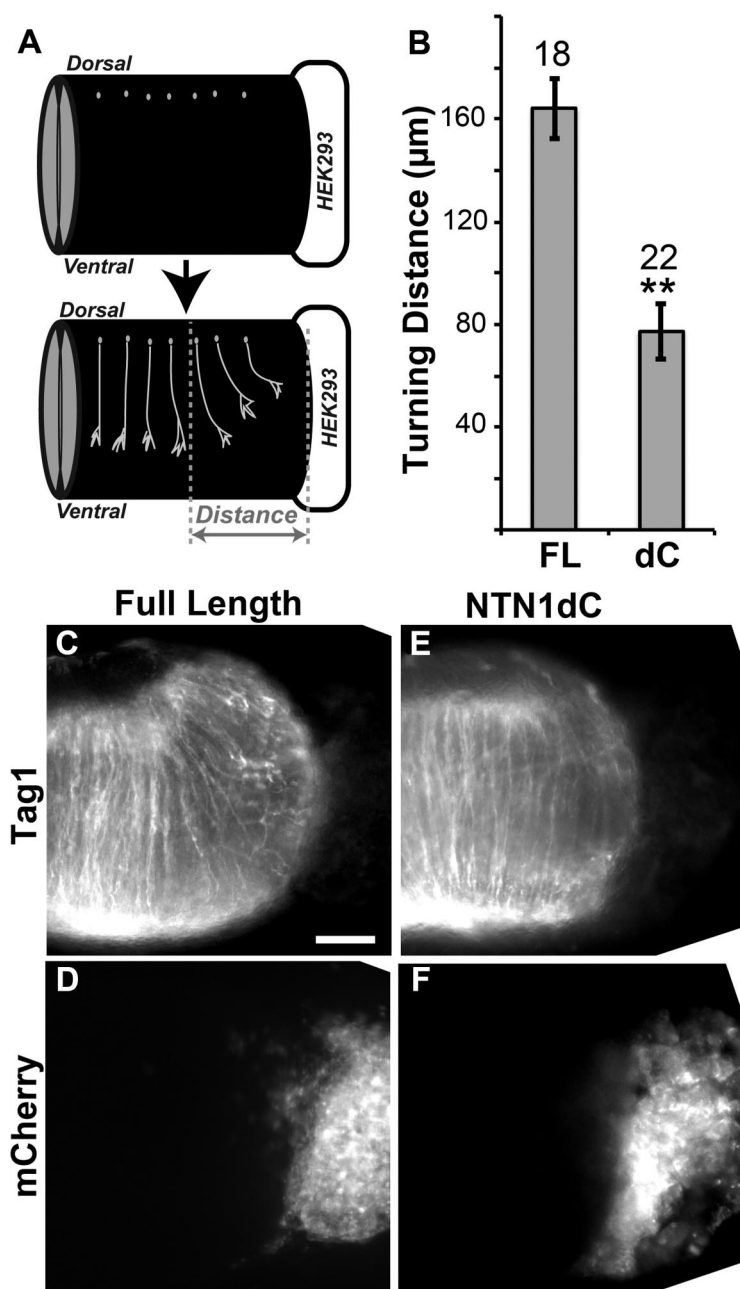 A
Dorsal
HEK293
Ventral
Dorsal
HEK293
Ventral
Distance
B
Turning Distance (µm)
160
120
80
40
18
22
**
FL
dC
Full Length
NTN1dC
Tag1
C
E
mCherry
D
F